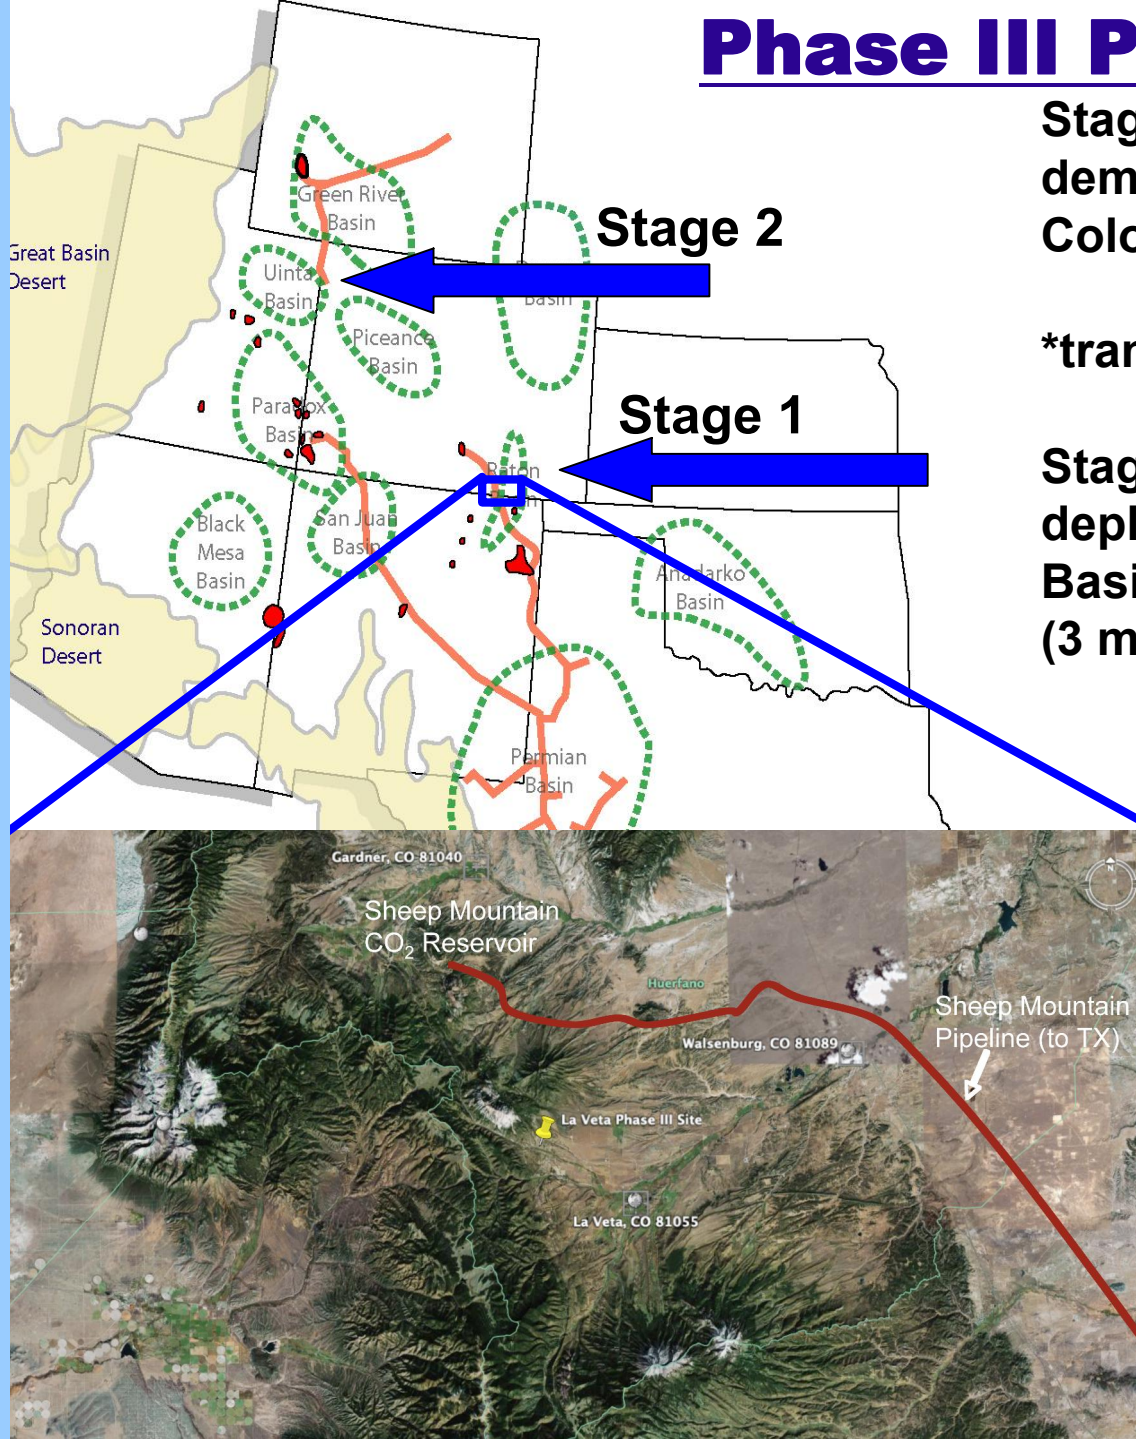 Phase III P
Stag
dem
Colo
*tran
Stag
depl
Basi
(3 m
Stage 2
Stage 1
Green River
Basin
Great Basin
Desert
Uinta
Basin
Basin
Piceance
Basin
Paradox
Basin
Raton
Black
Mesa
Basin
San Juan
Basin
Anadarko
Basin
Sonoran
Desert
Permian
Basin
Gardner, CO 81040
Sheep Mountain
CO₂ Reservoir
Huerfano
N
Sheep Mountain
Pipeline (to TX)
Walsenburg, CO 81089
La Veta Phase III Site
La Veta, CO 81055